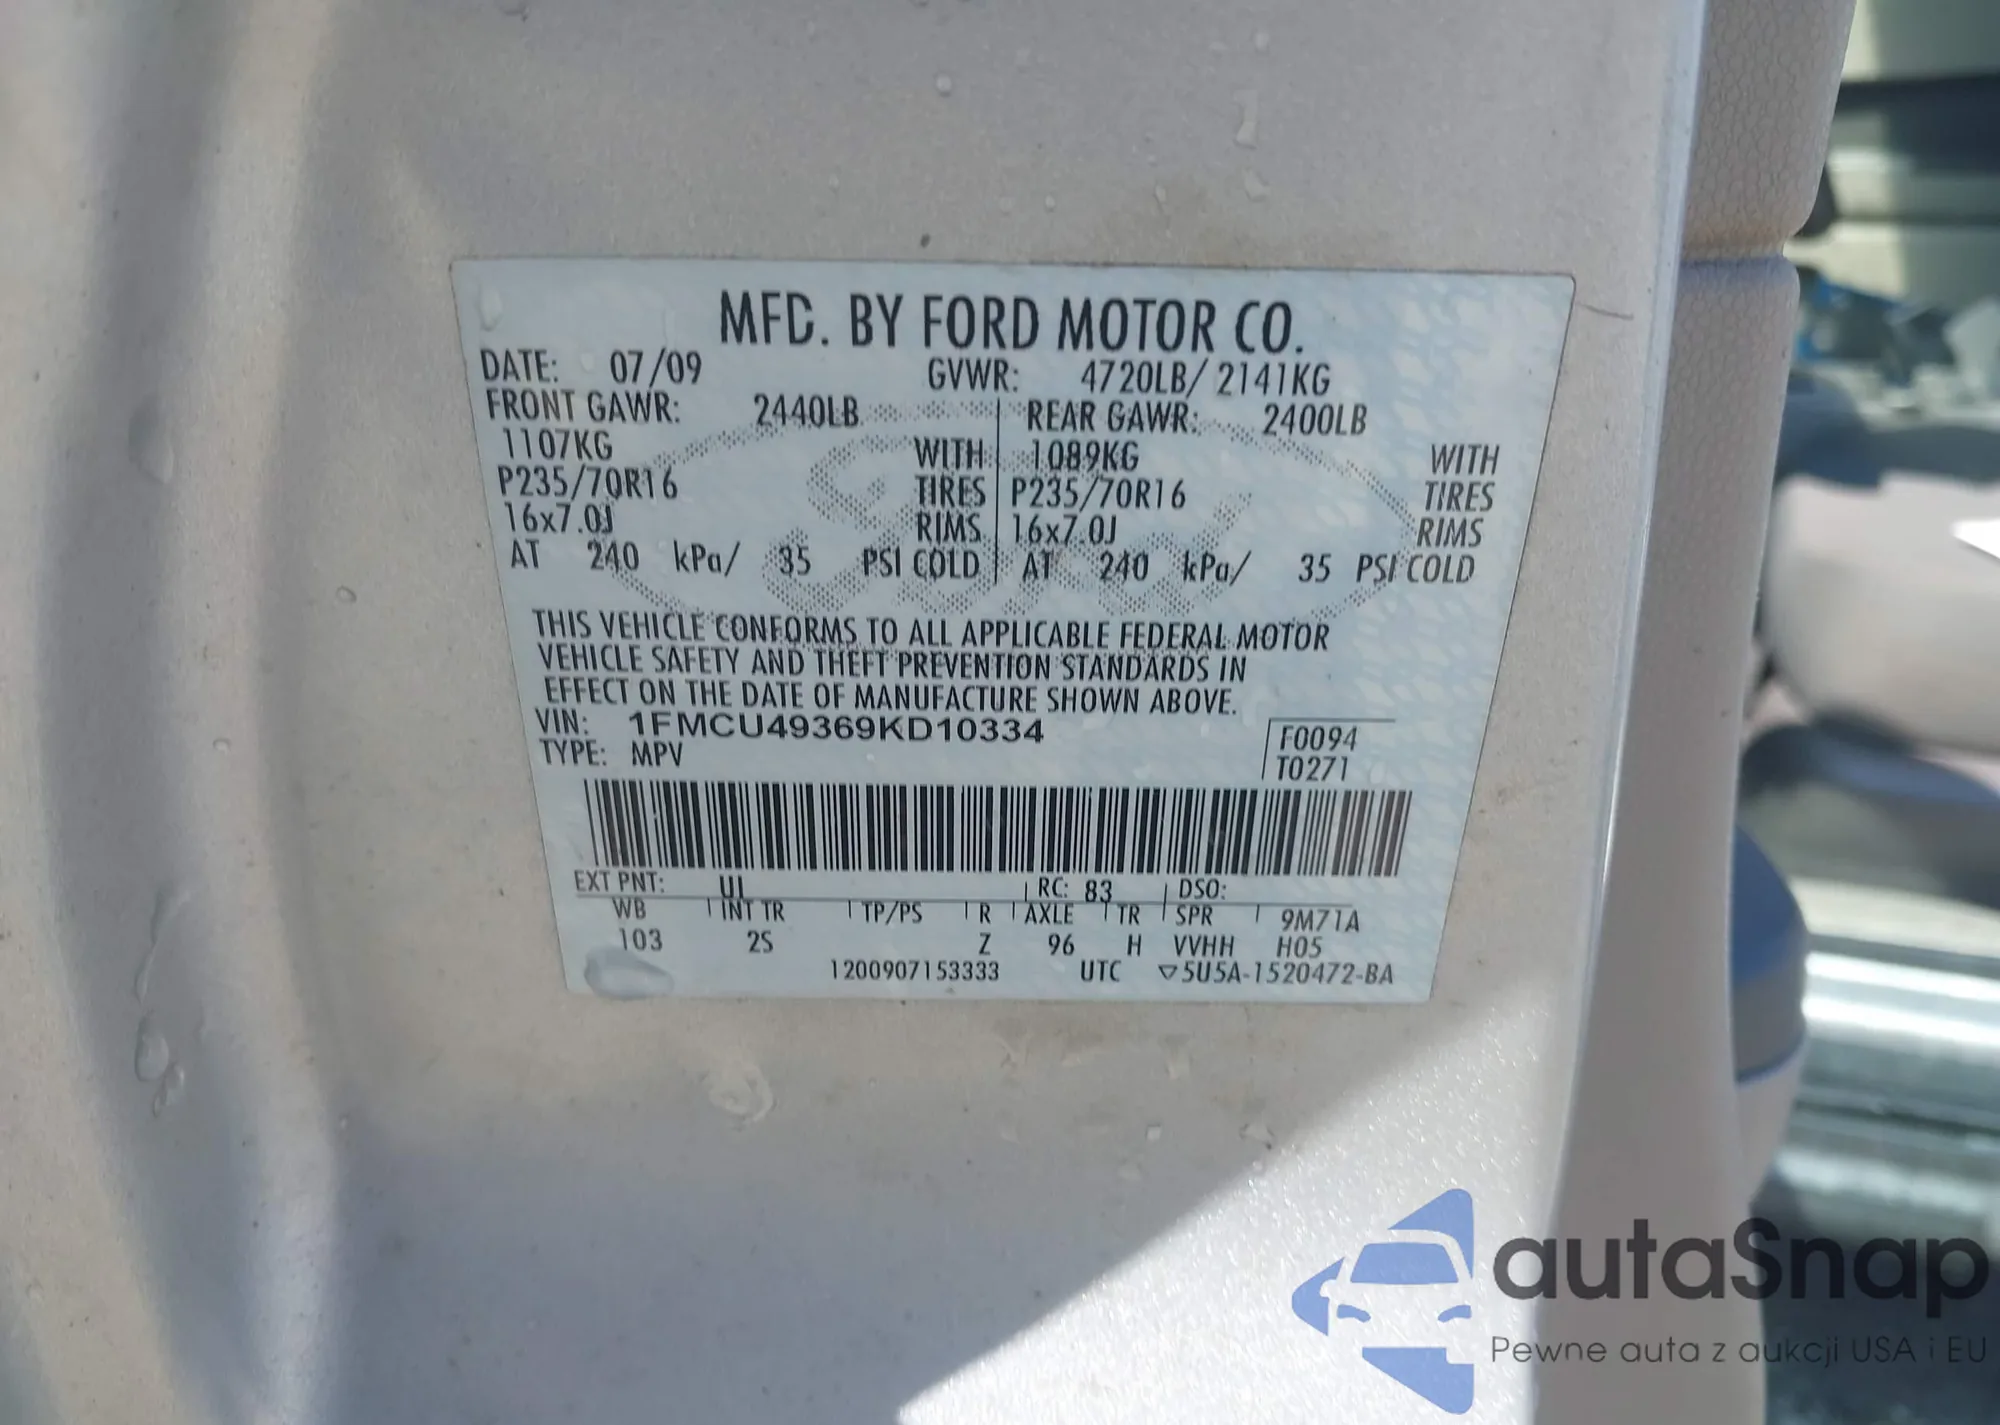 MFD. BY FORD MOTOR CO.
DATE: 07/09 GVWR: 4720LB/ 2141KG
FRONT GAWR: 2440LB REAR GAWR: 2400LB
1107KG WITH 1089KG WITH
P235/70R16 TIRES P235/70R16 TIRES
16x7.0J RIMS 16x7.0J RIMS
AT 240 kPa/ 35 PSI COLD AT 240 kPa/ 35 PSI COLD
THIS VEHICLE CONFORMS TO ALL APPLICABLE FEDERAL MOTOR
VEHICLE SAFETY AND THEFT PREVENTION STANDARDS IN
EFFECT ON THE DATE OF MANUFACTURE SHOWN ABOVE.
VIN: 1FMCU49369KD10334 F0094
TYPE: MPV T0271
EXT PNT: UJ RC: 83 DSO:
WB INT TR TP/PS R AXLE TR SPR 9M71A
103 2S Z 96 H VVHH H05
1200907153333 UTC ▽5U5A-1520472-BA
autaSnap
Pewne auta z aukcji USA i EU